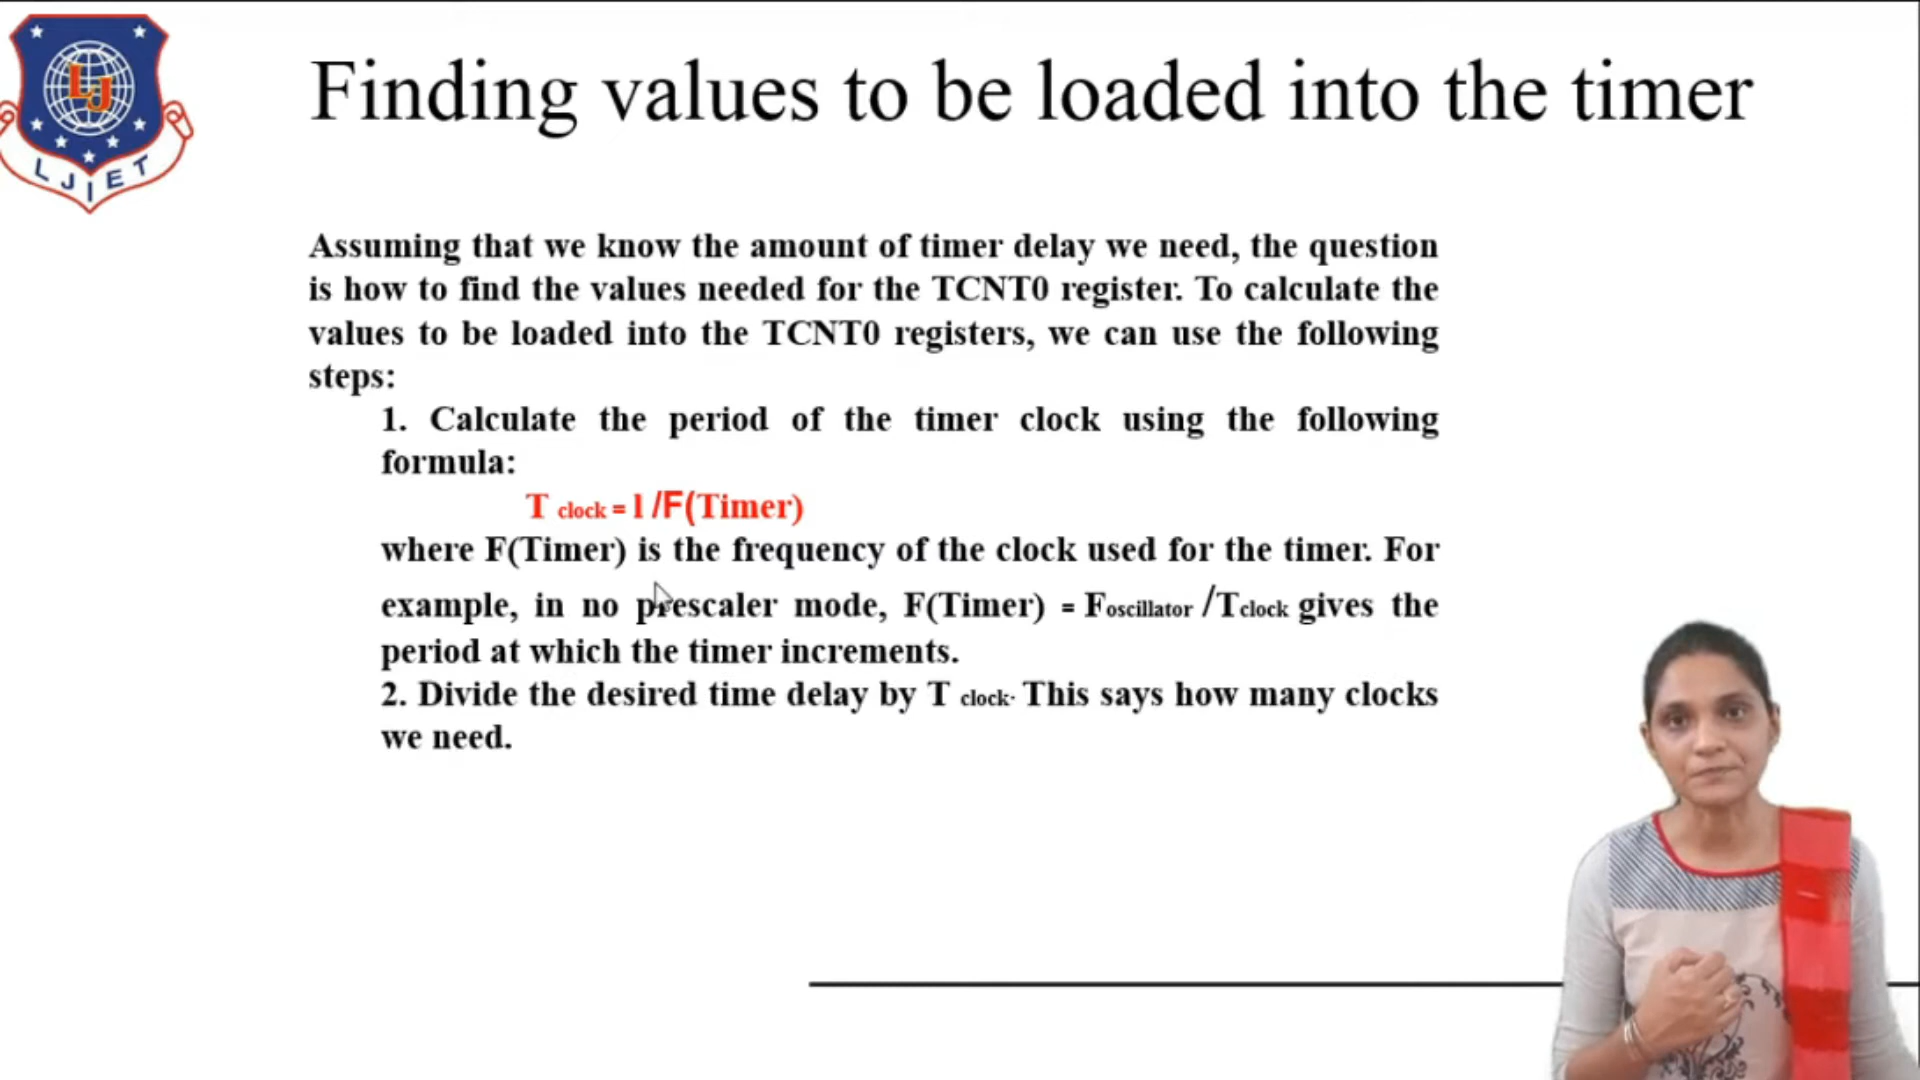 LJ
LJIET
Finding values to be loaded into the timer
Assuming that we know the amount of timer delay we need, the question
is how to find the values needed for the TCNT0 register. To calculate the
values to be loaded into the TCNT0 registers, we can use the following
steps:
1. Calculate the period of the timer clock using the following
formula:
T clock = 1 /F(Timer)
where F(Timer) is the frequency of the clock used for the timer. For
example, in no prescaler mode, F(Timer) = Foscillator /Tclock gives the
period at which the timer increments.
2. Divide the desired time delay by T clock. This says how many clocks
we need.